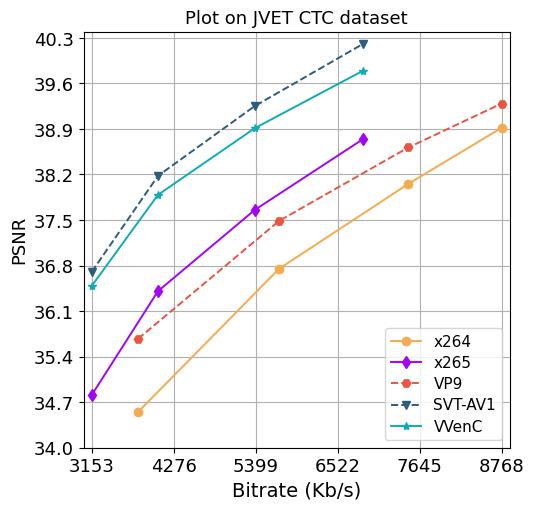 Plot on JVET CTC dataset
PSNR
40.3
39.6
38.9
38.2
37.5
36.8
36.1
35.4
34.7
34.0
x264
x265
VP9
SVT-AV1
VVenC
3153 4276 5399 6522 7645 8768
Bitrate (Kb/s)